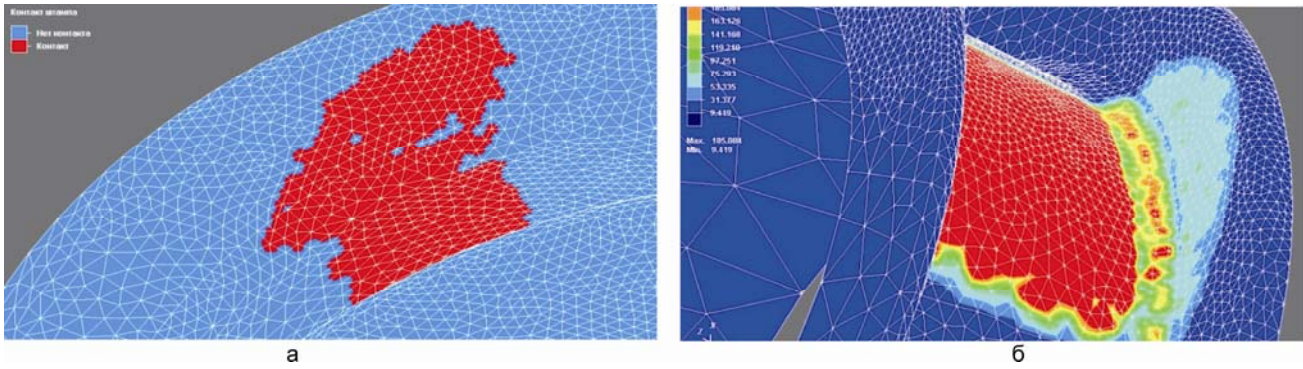 Контакт штампа
Нет контакта
Контакт
163.126
141.168
119.210
97.251
75.293
53.335
31.377
9.419
Max.
Min. 9.419
z
а
б